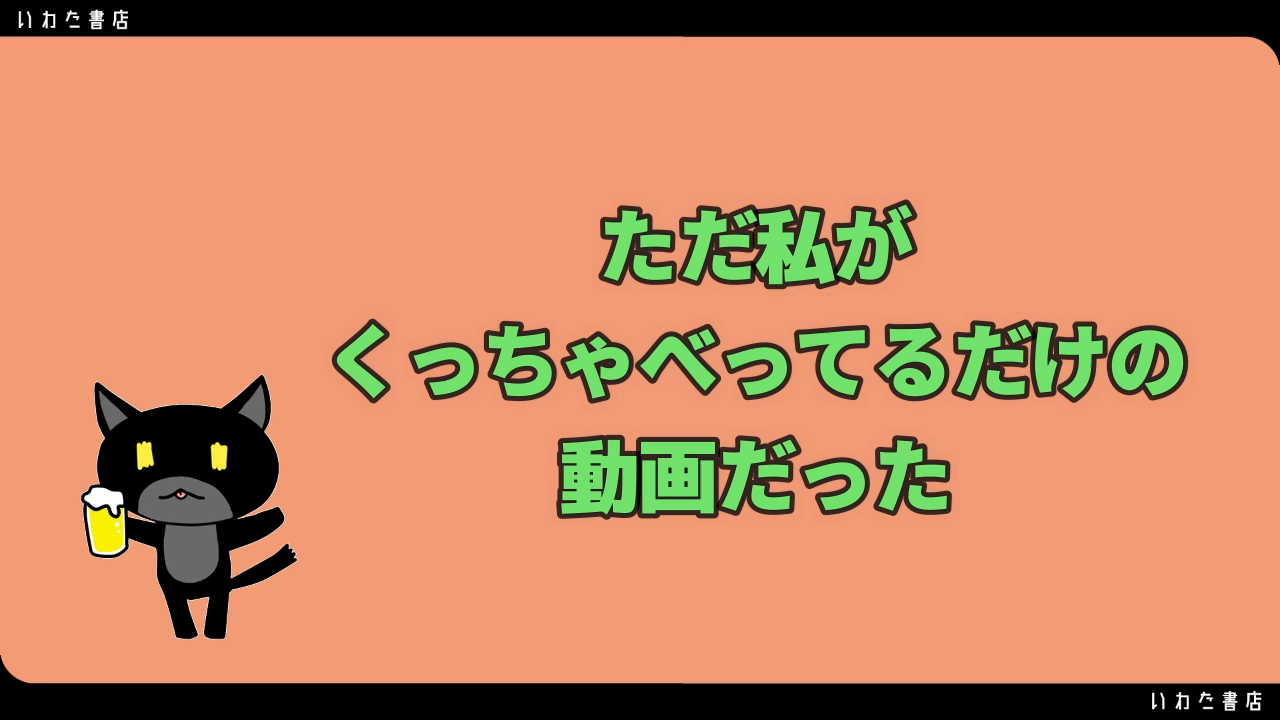 いわた書店
ただ私が
くっちゃべってるだけの
動画だった
いわた書店